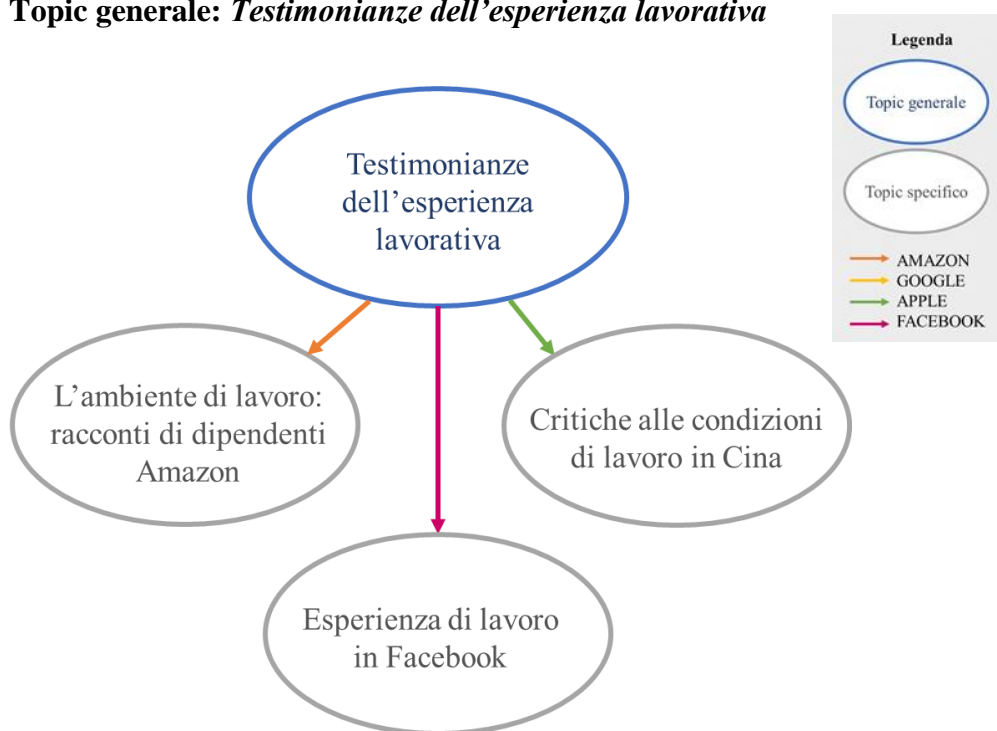 Topic generale: Testimonianze dell’esperienza lavorativa
Legenda
Topic generale
Topic specifico
AMAZON
GOOGLE
APPLE
FACEBOOK
Testimonianze
dell’esperienza
lavorativa
L’ambiente di lavoro:
racconti di dipendenti
Amazon
Critiche alle condizioni
di lavoro in Cina
Esperienza di lavoro
in Facebook